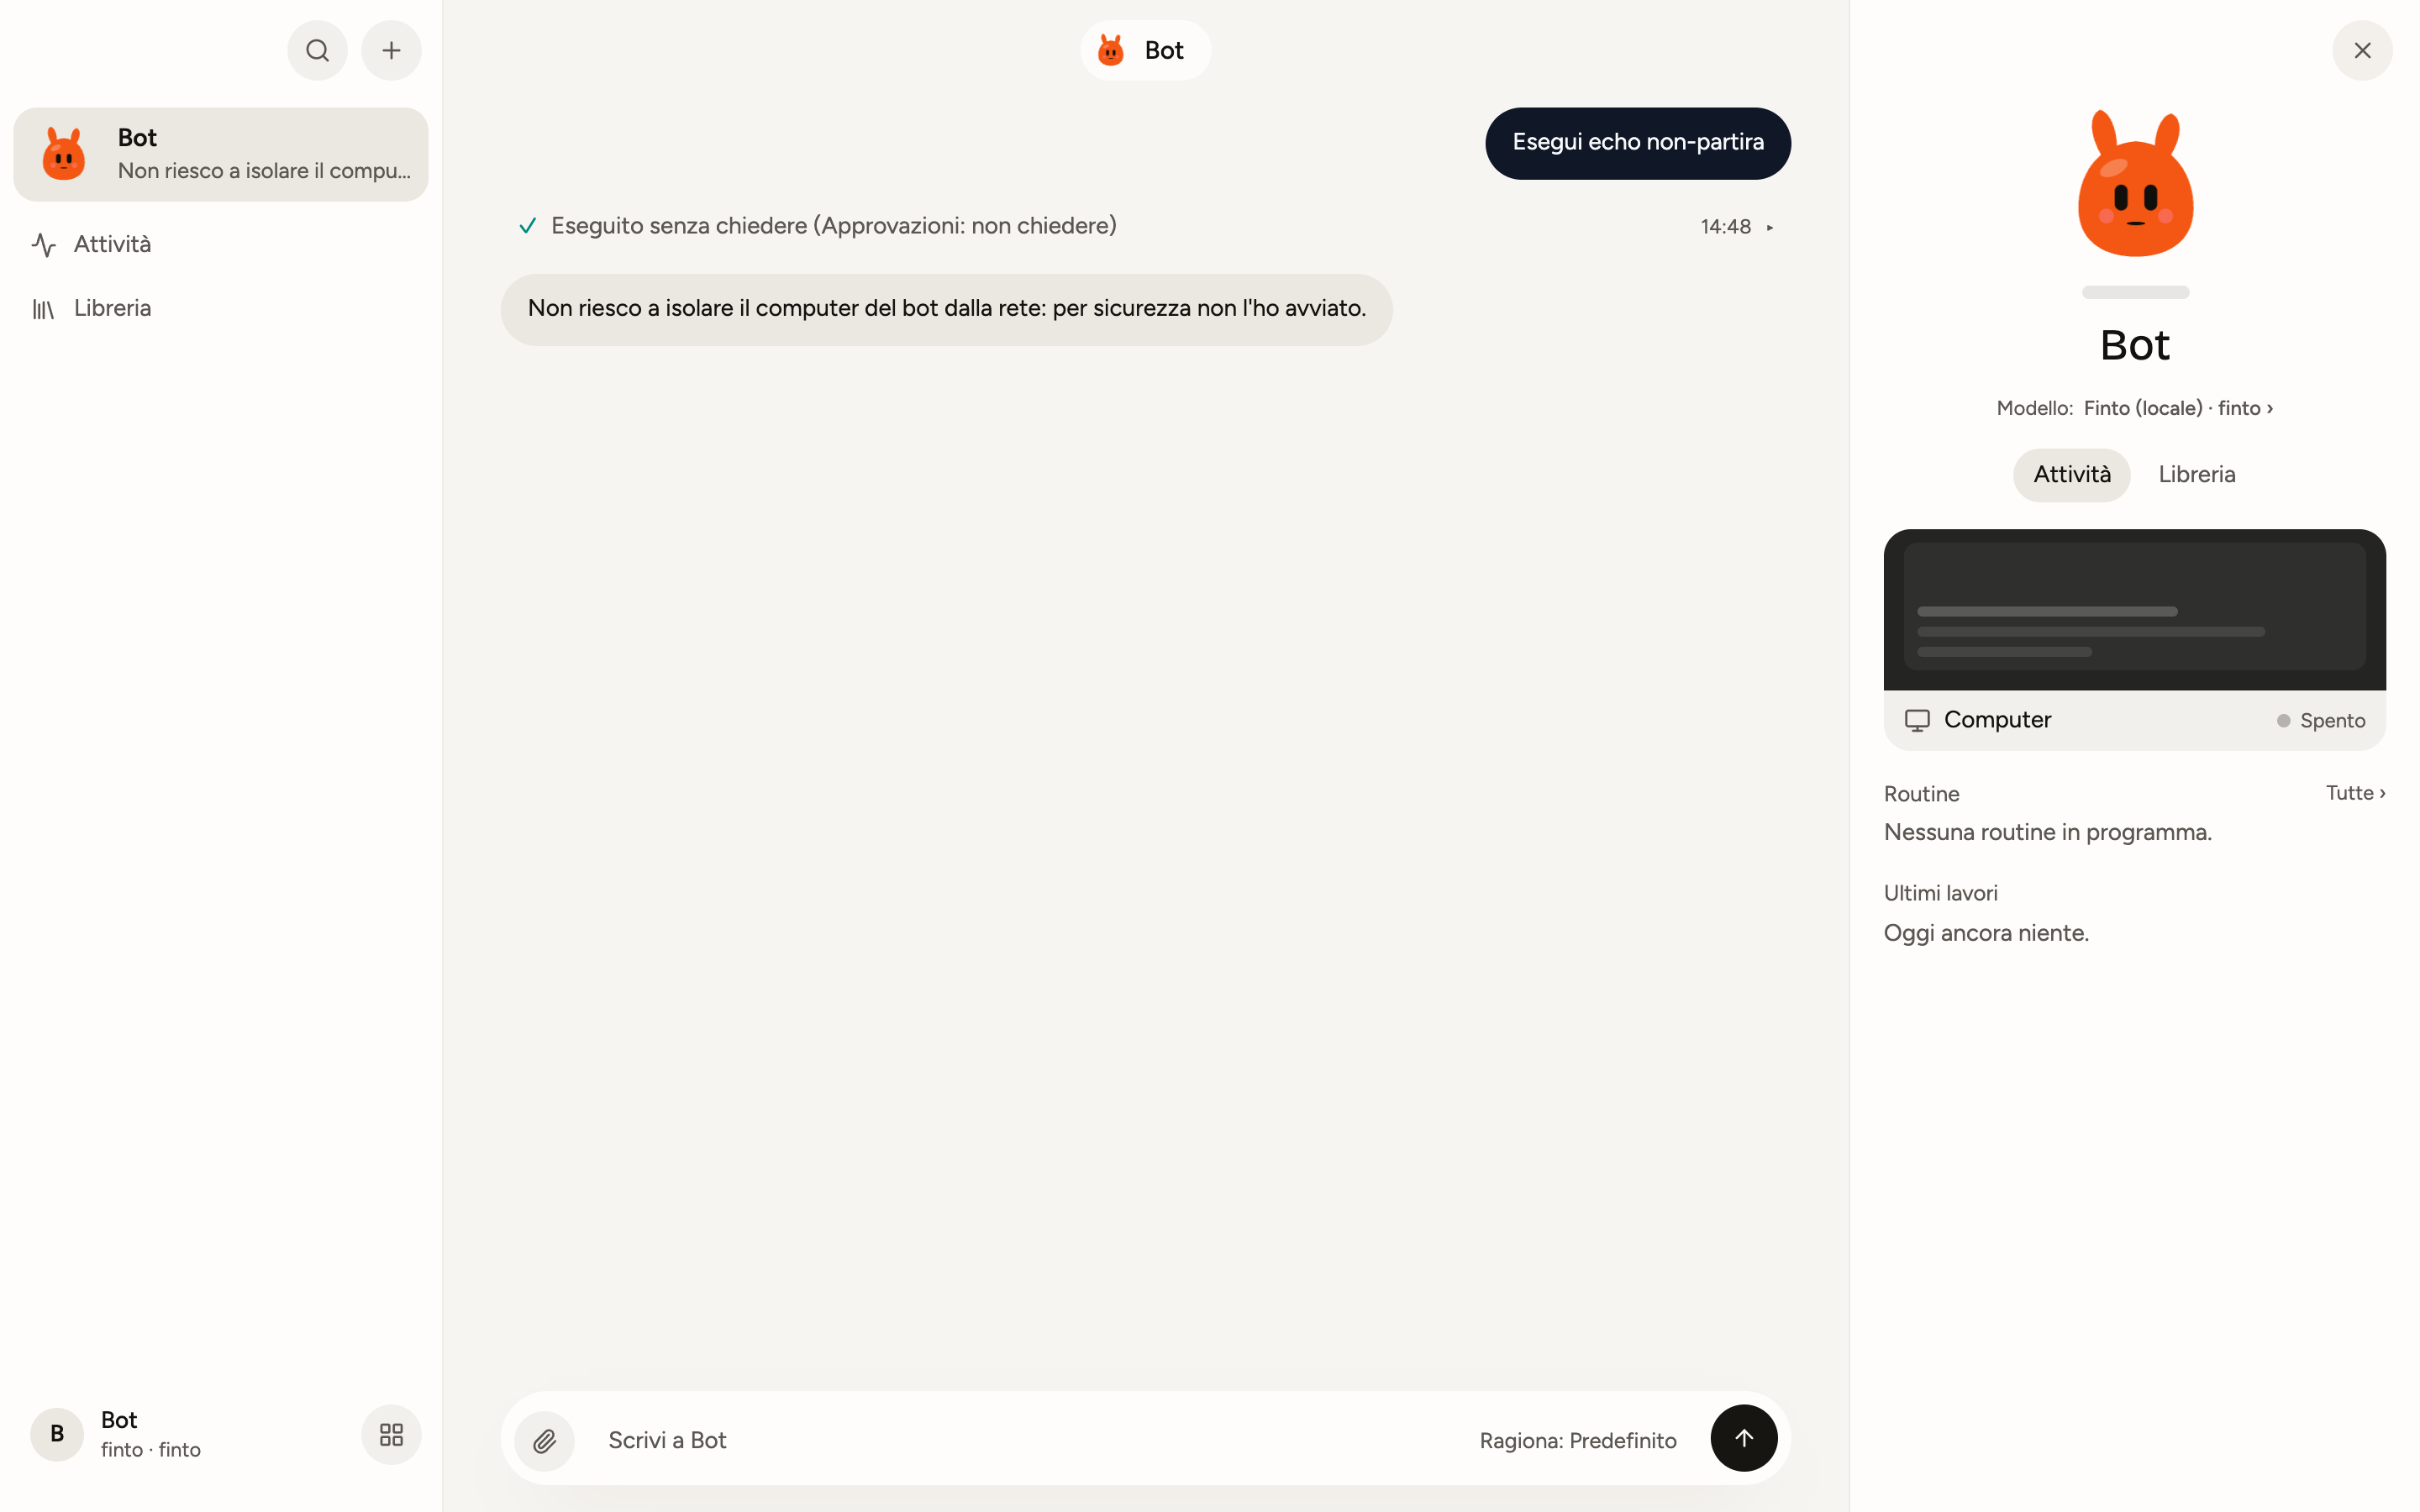 Bot
Non riesco a isolare il compu...
Attività
Libreria
B
Bot
finto · finto
Bot
Esegui echo non-partira
Eseguito senza chiedere (Approvazioni: non chiedere)
14:48
Non riesco a isolare il computer del bot dalla rete: per sicurezza non l'ho avviato.
Scrivi a Bot
Ragiona: Predefinito
Bot
Modello: Finto (locale) · finto ›
Attività
Libreria
Computer
Spento
Routine
Tutte ›
Nessuna routine in programma.
Ultimi lavori
Oggi ancora niente.